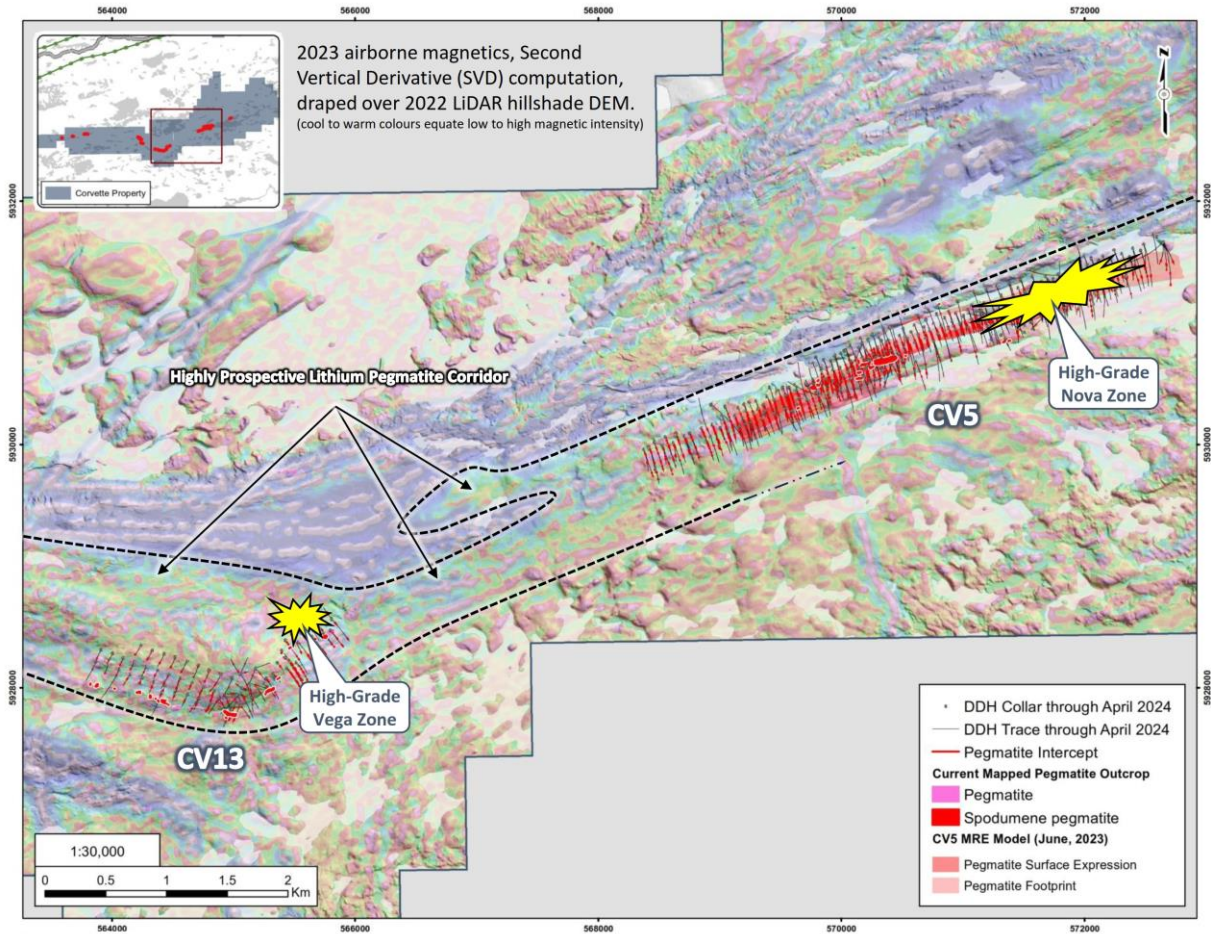 564000
566000
568000
570000
572000
2023 airborne magnetics, Second
Vertical Derivative (SVD) computation,
draped over 2022 LiDAR hillshade DEM.
(cool to warm colours equate low to high magnetic intensity)
Corvette Property
N
5932000
5932000
Highly Prospective Lithium Pegmatite Corridor
High-Grade
Nova Zone
CV5
5930000
5930000
High-Grade
Vega Zone
CV13
5928000
5928000
DDH Collar through April 2024
DDH Trace through April 2024
Pegmatite Intercept
Current Mapped Pegmatite Outcrop
Pegmatite
Spodumene pegmatite
CV5 MRE Model (June, 2023)
Pegmatite Surface Expression
Pegmatite Footprint
1:30,000
0 0.5 1 1.5 2
Km
564000
566000
568000
570000
572000